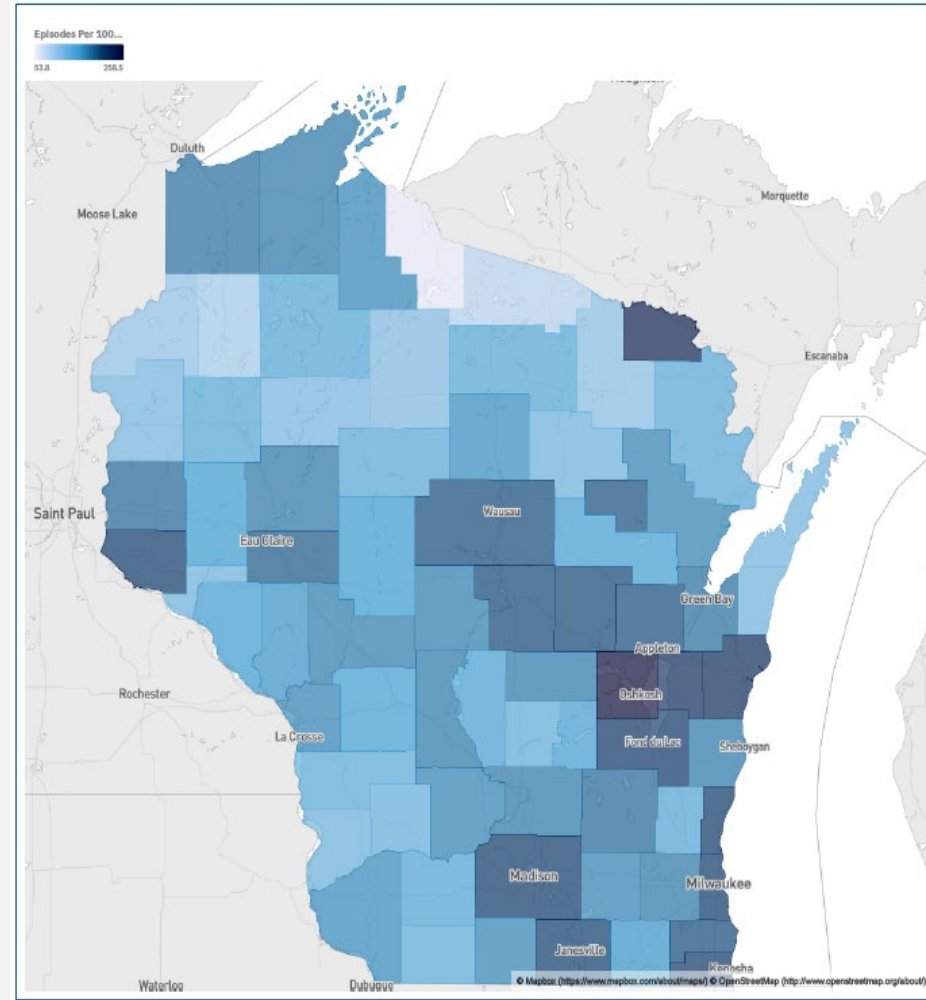 Episodes Per 100...
53.8 258.5
Duluth
Marquette
Moose Lake
Escanaba
Saint Paul
Wausau
Eau Claire
Green Bay
Appleton
Rochester
Oshkosh
La Crosse
Fond du Lac
Sheboygan
Madison
Milwaukee
Janesville
Kenosha
Waterloo
Dubuque
© Mapbox (https://www.mapbox.com/about/maps/) © OpenStreetMap (http://www.openstreetmap.org/about/)